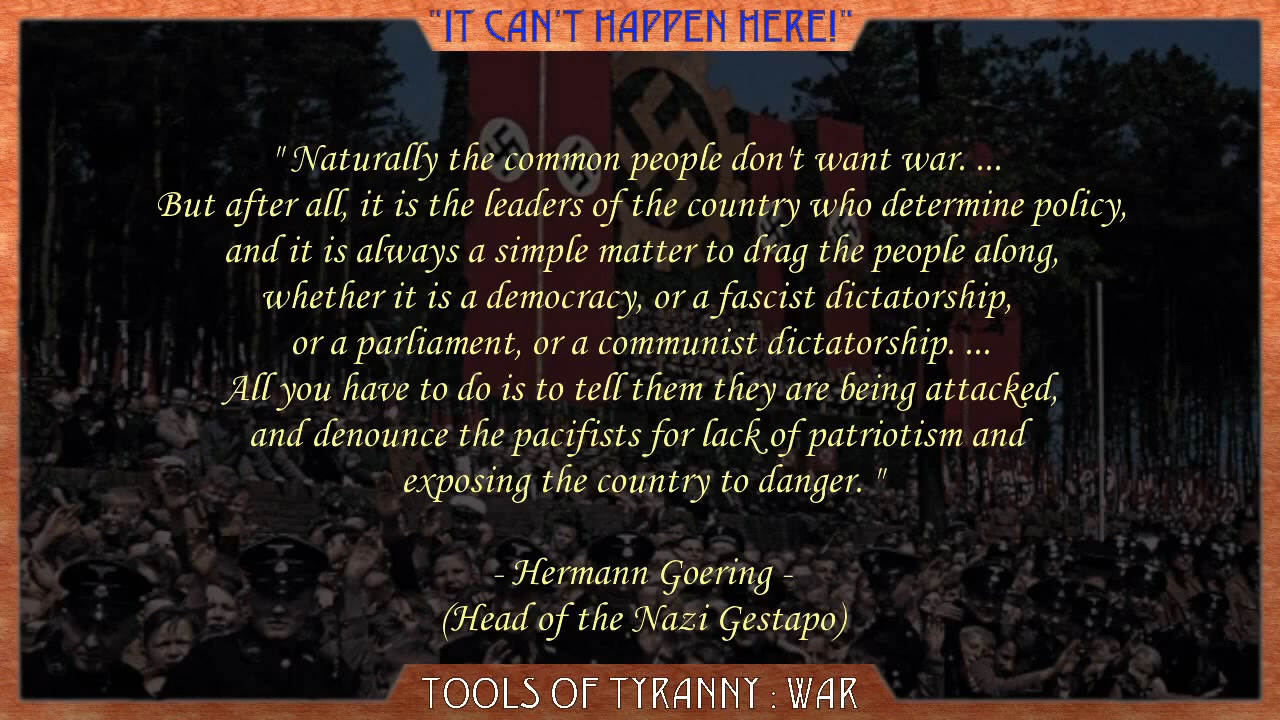 "IT CAN'T HAPPEN HERE!"
" Naturally the common people don't want war. ...
But after all, it is the leaders of the country who determine policy,
and it is always a simple matter to drag the people along,
whether it is a democracy, or a fascist dictatorship,
or a parliament, or a communist dictatorship. ...
All you have to do is to tell them they are being attacked,
and denounce the pacifists for lack of patriotism and
exposing the country to danger. "
- Hermann Goering -
(Head of the Nazi Gestapo)
TOOLS OF TYRANNY : WAR